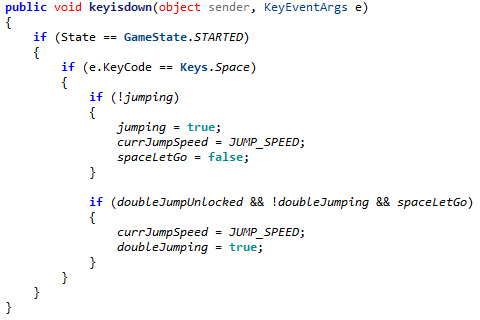 public void keyisdown(object sender, KeyEventArgs e)
{
    if (State == GameState.STARTED)
    {
        if (e.KeyCode == Keys.Space)
        {
            if (!jumping)
            {
                jumping = true;
                currJumpSpeed = JUMP_SPEED;
                spaceLetGo = false;
            }

            if (doubleJumpUnlocked && !doubleJumping && spaceLetGo)
            {
                currJumpSpeed = JUMP_SPEED;
                doubleJumping = true;
            }
        }
    }
}